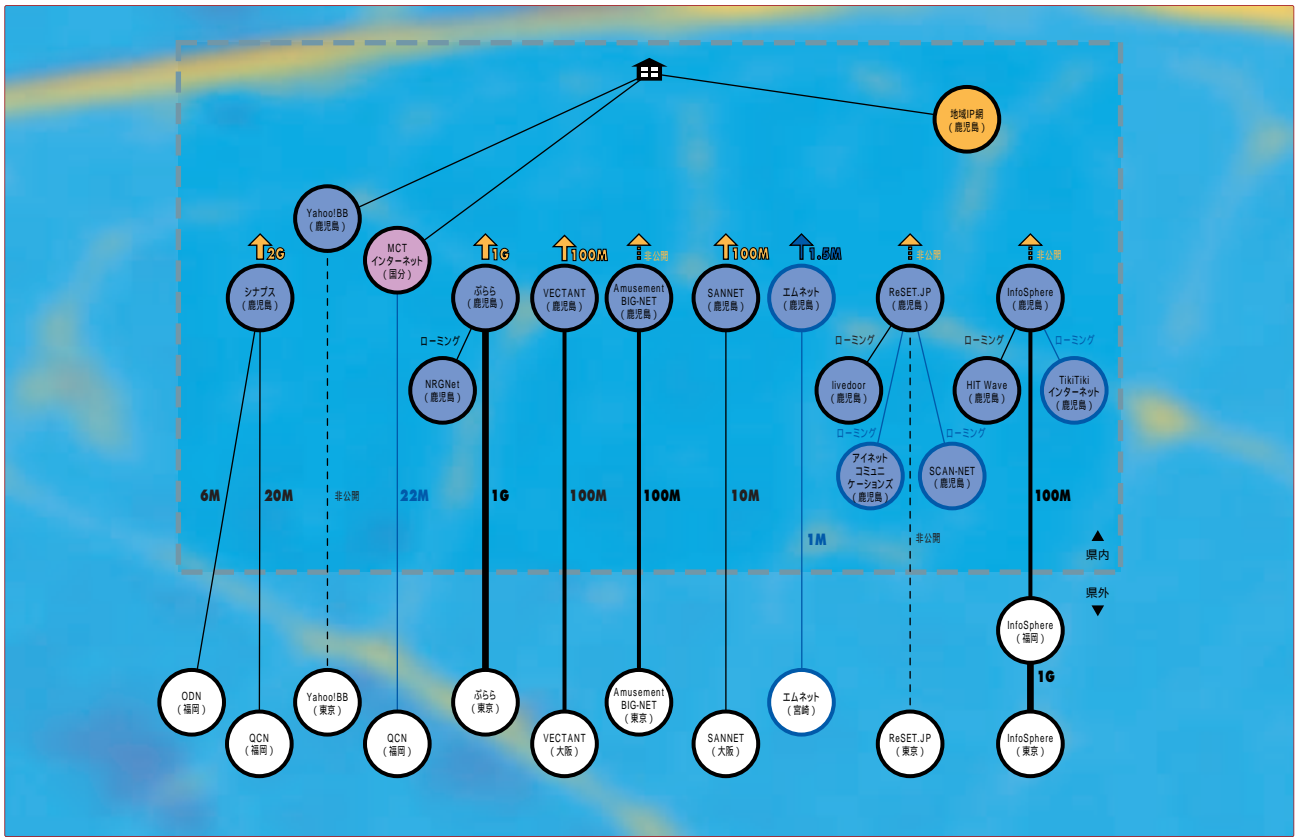 地域IP網
(鹿児島)
Yahoo!BB
(鹿児島)
MCT
インターネット
(国分)
2G
1G
100M
非公開
100M
1.5M
非公開
非公開
シナプス
(鹿児島)
ぷらら
(鹿児島)
VECTANT
(鹿児島)
Amusement
BIG-NET
(鹿児島)
SANNET
(鹿児島)
エムネット
(鹿児島)
ReSET.JP
(鹿児島)
InfoSphere
(鹿児島)
ローミング
ローミング
ローミング
ローミング
NRGNet
(鹿児島)
livedoor
(鹿児島)
HIT Wave
(鹿児島)
TikiTiki
インターネット
(鹿児島)
ローミング
ローミング
アイネット
コミュニ
ケーションズ
(鹿児島)
SCAN-NET
(鹿児島)
6M
20M
非公開
22M
1G
100M
100M
10M
100M
1M
非公開
県内
県外
InfoSphere
(福岡)
1G
ODN
(福岡)
QCN
(福岡)
Yahoo!BB
(東京)
QCN
(福岡)
ぷらら
(東京)
VECTANT
(大阪)
Amusement
BIG-NET
(東京)
SANNET
(大阪)
エムネット
(宮崎)
ReSET.JP
(東京)
InfoSphere
(東京)